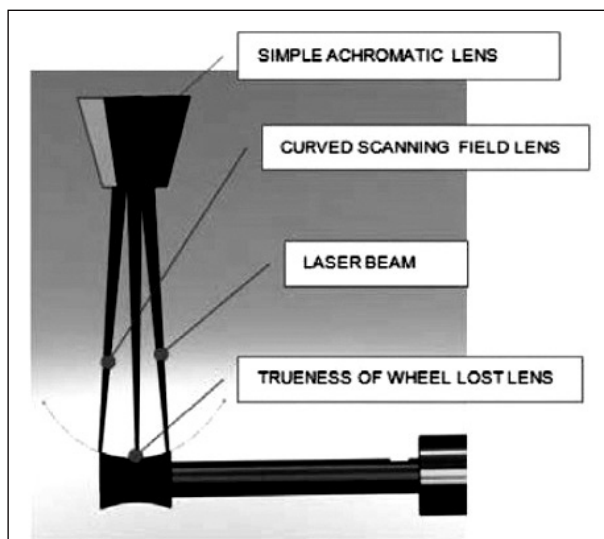 SIMPLE ACHROMATIC LENS
CURVED SCANNING FIELD LENS
LASER BEAM
TRUENESS OF WHEEL LOST LENS